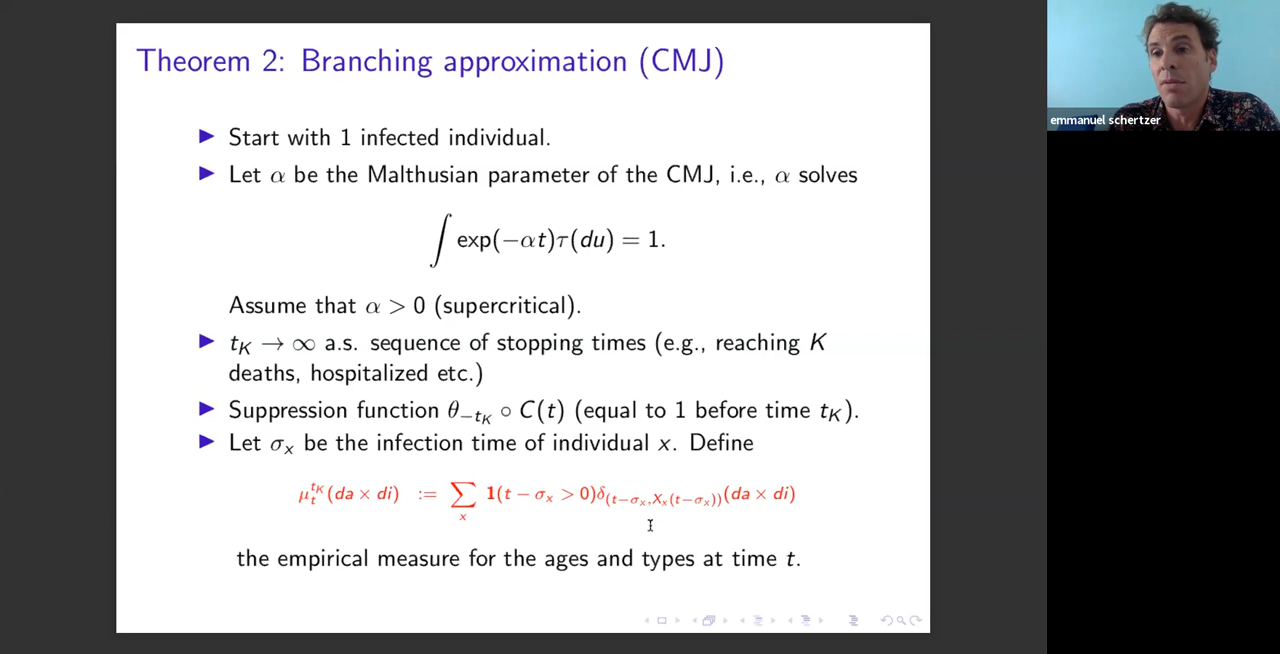 Theorem 2: Branching approximation (CMJ)
▶ Start with 1 infected individual.
▶ Let α be the Malthusian parameter of the CMJ, i.e., α solves
∫ exp(−αt)τ(du) = 1.
Assume that α > 0 (supercritical).
▶ t_K → ∞ a.s. sequence of stopping times (e.g., reaching K
deaths, hospitalized etc.)
▶ Suppression function θ_{−t_K} ∘ C(t) (equal to 1 before time t_K).
▶ Let σ_x be the infection time of individual x. Define
μ_t^{t_K}(da × di) := ∑_x 1(t − σ_x > 0)δ_{(t−σ_x,X_x(t−σ_x))}(da × di)
the empirical measure for the ages and types at time t.
emmanuel schertzer